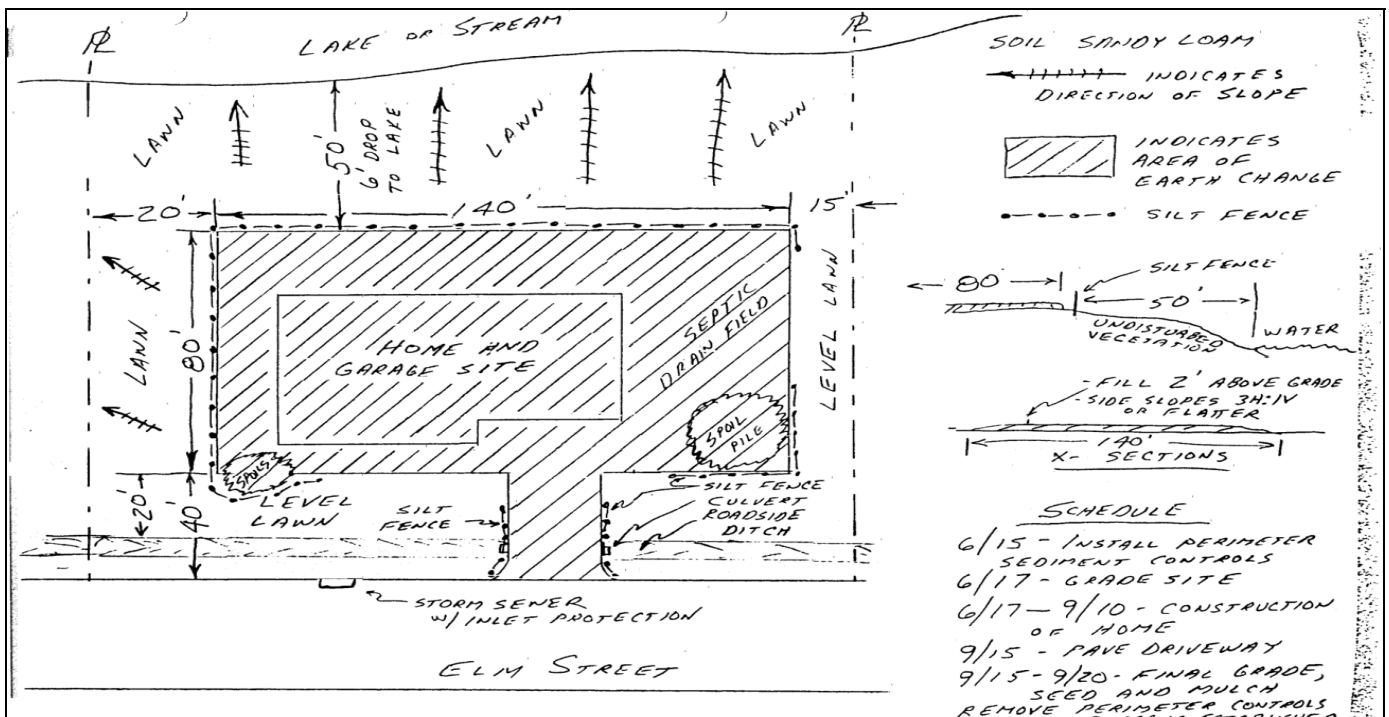 LAKE OR STREAM
LAWN
50'
6' DROP
TO LAKE
LAWN
LAWN
20'
140'
15'
LAWN
80'
HOME AND
GARAGE SITE
SEPTIC
DRAIN FIELD
LEVEL LAWN
SPOIL
PILE
SPOILS
20'
40'
LEVEL
LAWN
SILT
FENCE
SILT FENCE
CULVERT
ROADSIDE
DITCH
STORM SEWER
W/ INLET PROTECTION
ELM STREET
SOIL SANDY LOAM
INDICATES
DIRECTION OF SLOPE
INDICATES
AREA OF
EARTH CHANGE
SILT FENCE
SILT FENCE
80'
50'
UNDISTURBED
VEGETATION
WATER
- FILL 2' ABOVE GRADE
- SIDE SLOPES 3H:1V
OR FLATTER
140'
X- SECTIONS
SCHEDULE
6/15 - INSTALL PERIMETER
SEDIMENT CONTROLS
6/17 - GRADE SITE
6/17 - 9/10 - CONSTRUCTION
OF HOME
9/15 - PAVE DRIVEWAY
9/15 - 9/20 - FINAL GRADE,
SEED AND MULCH
REMOVE PERIMETER CONTROLS